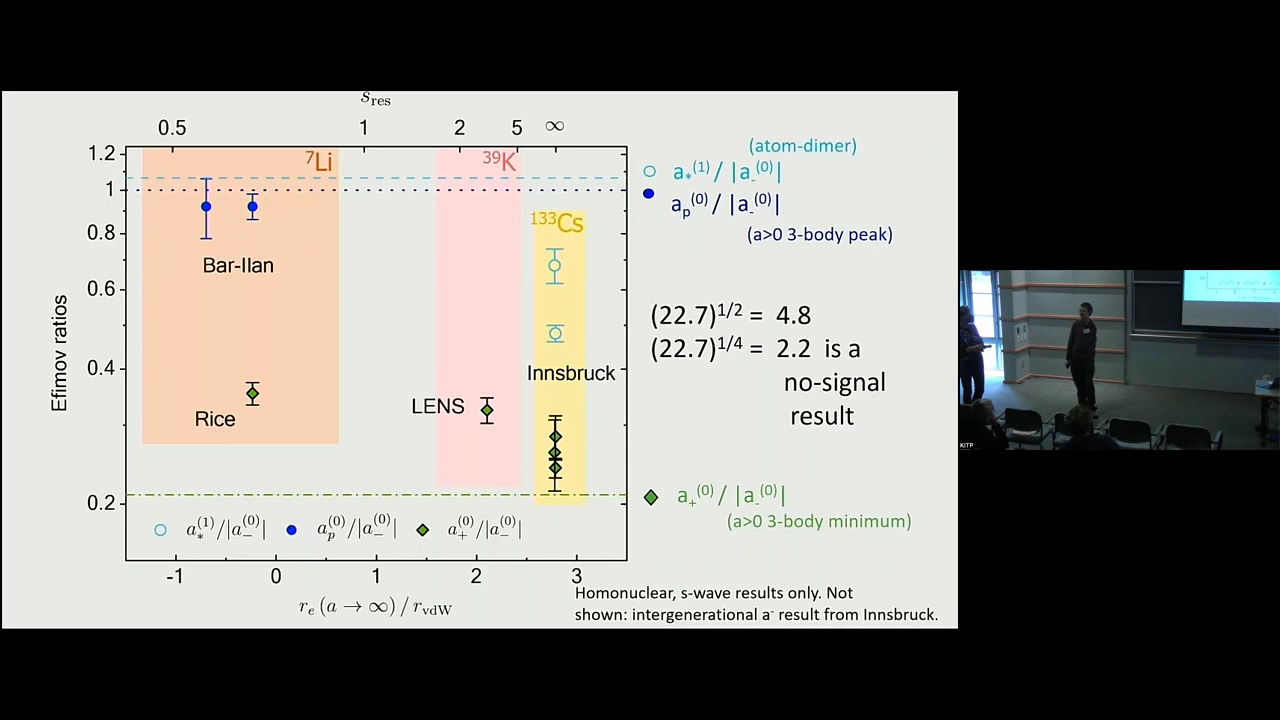 s_res
0.5 1 2 5 ∞
1.2
1
0.8
0.6
0.4
0.2
Efimov ratios
⁷Li
³⁹K
¹³³Cs
Bar-Ilan
Rice
LENS
Innsbruck
a_*^(1)/|a_-^(0)| a_p^(0)/|a_-^(0)| a_+^(0)/|a_-^(0)|
-1 0 1 2 3
r_e (a → ∞) / r_vdW
(atom-dimer)
a_*^(1) / |a_-^(0)|
a_p^(0) / |a_-^(0)|
(a>0 3-body peak)
(22.7)^1/2 = 4.8
(22.7)^1/4 = 2.2 is a
no-signal
result
a_+^(0) / |a_-^(0)|
(a>0 3-body minimum)
Homonuclear, s-wave results only. Not
shown: intergenerational a^- result from Innsbruck.
KITP